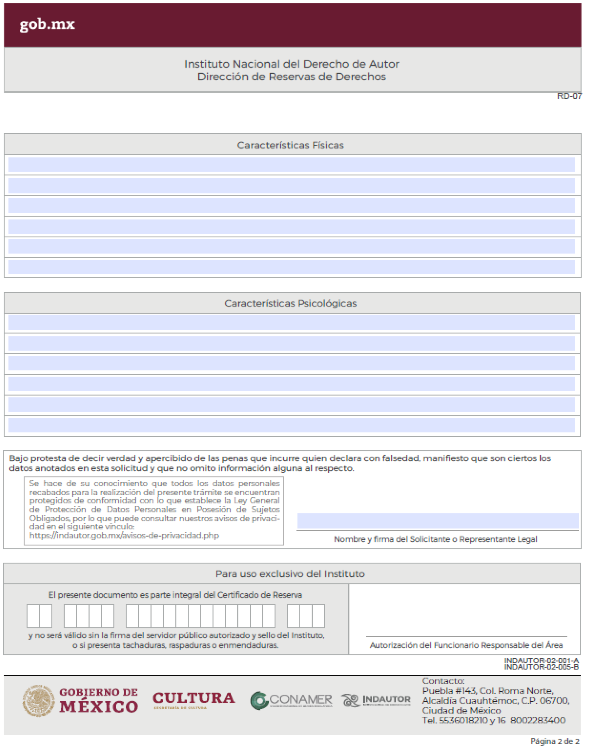 gob.mx
Instituto Nacional del Derecho de Autor
Dirección de Reservas de Derechos
RD-07
Características Físicas
Características Psicológicas
Bajo protesta de decir verdad y apercibido de las penas que incurre quien declara con falsedad, manifiesto que son ciertos los
datos anotados en esta solicitud y que no omito información alguna al respecto.
Se hace de su conocimiento que todos los datos personales
recabados para la realización del presente trámite se encuentran
protegidos de conformidad con lo que establece la Ley General
de Protección de Datos Personales en Posesión de Sujetos
Obligados, por lo que puede consultar nuestros avisos de privaci-
dad en el siguiente vínculo:
https://indautor.gob.mx/avisos-de-privacidad.php
Nombre y firma del Solicitante o Representante Legal
Para uso exclusivo del Instituto
El presente documento es parte integral del Certificado de Reserva
y no será válido sin la firma del servidor público autorizado y sello del Instituto,
o si presenta tachaduras, raspaduras o enmendaduras.
Autorización del Funcionario Responsable del Área
INDAUTOR-02-001-A
INDAUTOR-02-005-B
GOBIERNO DE
MÉXICO
CULTURA
SECRETARÍA DE CULTURA
CONAMER
INDAUTOR
Contacto:
Puebla #143, Col. Roma Norte,
Alcaldía Cuauhtémoc, C.P. 06700,
Ciudad de México
Tel. 5536018210 y 16 8002283400
Página 2 de 2